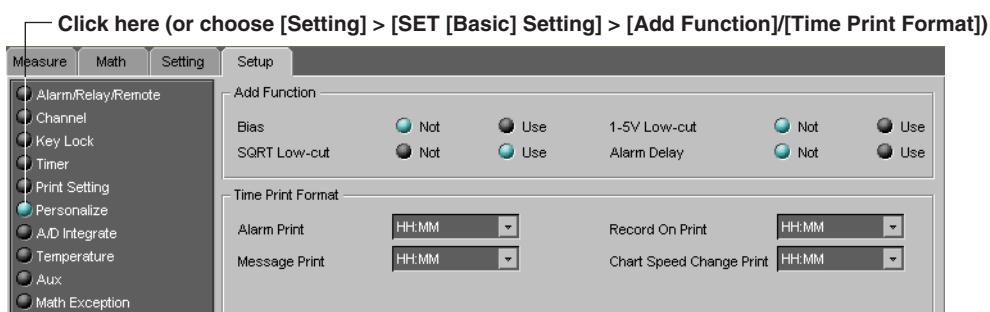 Click here (or choose [Setting] > [SET [Basic] Setting] > [Add Function]/[Time Print Format])
Measure Math Setting Setup
Alarm/Relay/Remote
Channel
Key Lock
Timer
Print Setting
Personalize
A/D Integrate
Temperature
Aux
Math Exception
Add Function
Bias Not Use 1-5V Low-cut Not Use
SQRT Low-cut Not Use Alarm Delay Not Use
Time Print Format
Alarm Print HH:MM Record On Print HH:MM
Message Print HH:MM Chart Speed Change Print HH:MM